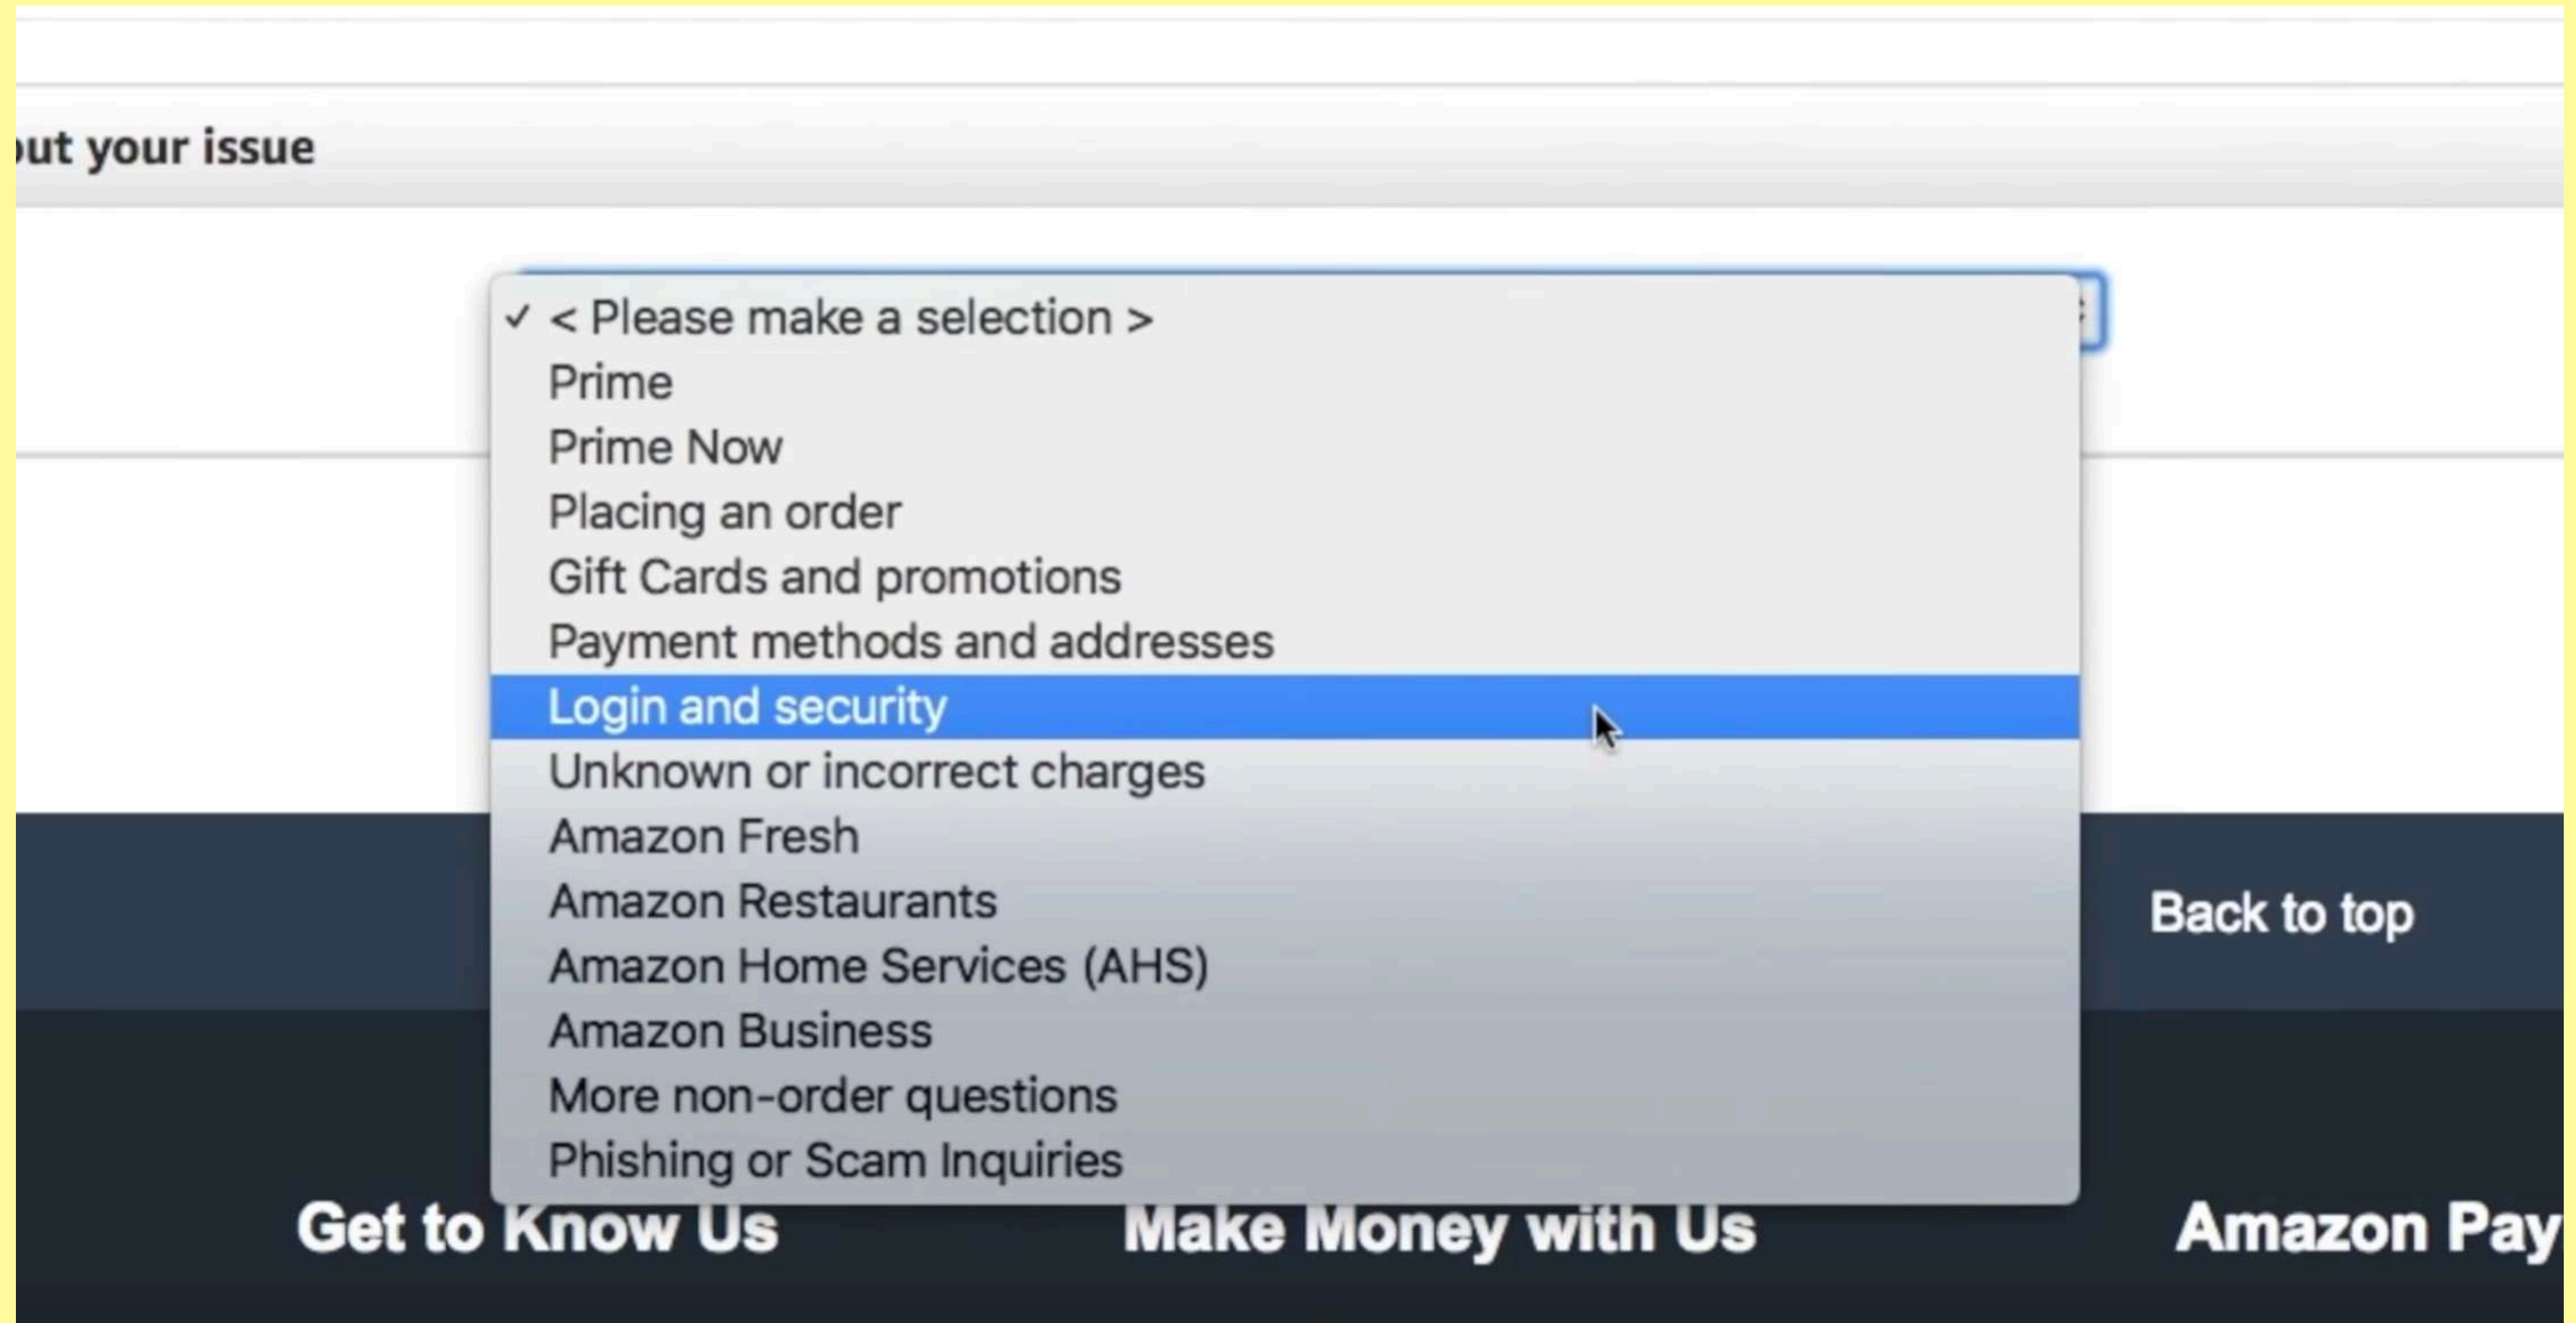 out your issue
✓ < Please make a selection >
Prime
Prime Now
Placing an order
Gift Cards and promotions
Payment methods and addresses
Login and security
Unknown or incorrect charges
Amazon Fresh
Amazon Restaurants
Amazon Home Services (AHS)
Amazon Business
More non-order questions
Phishing or Scam Inquiries
Back to top
Get to Know Us
Make Money with Us
Amazon Pay